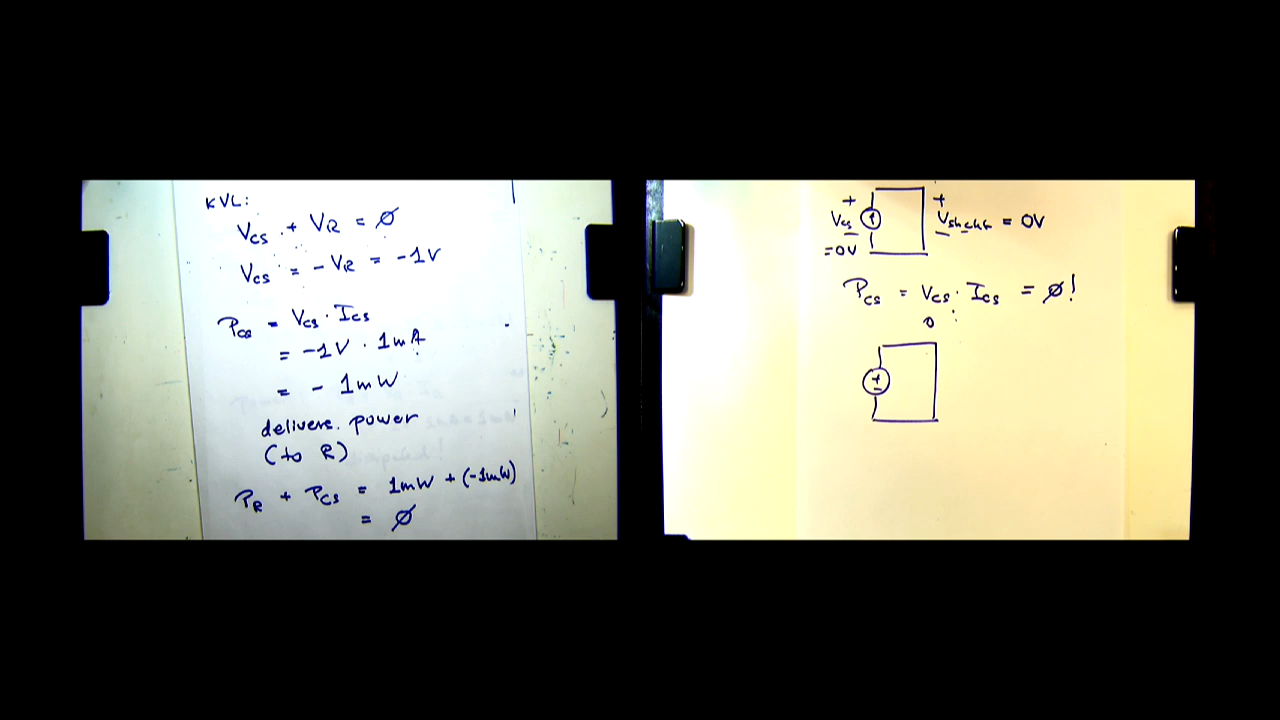 KVL:
Vcs + VR = Ø
Vcs = - VR = -1V
Pcs = Vcs · Ics
= -1V · 1mA
= - 1mW
delivers power
(to R)
PR + Pcs = 1mW + (-1mW)
= Ø
+ +
Vcs Vshort = 0V
- -
=0V
Pcs = Vcs · Ics = Ø!
0
+
-